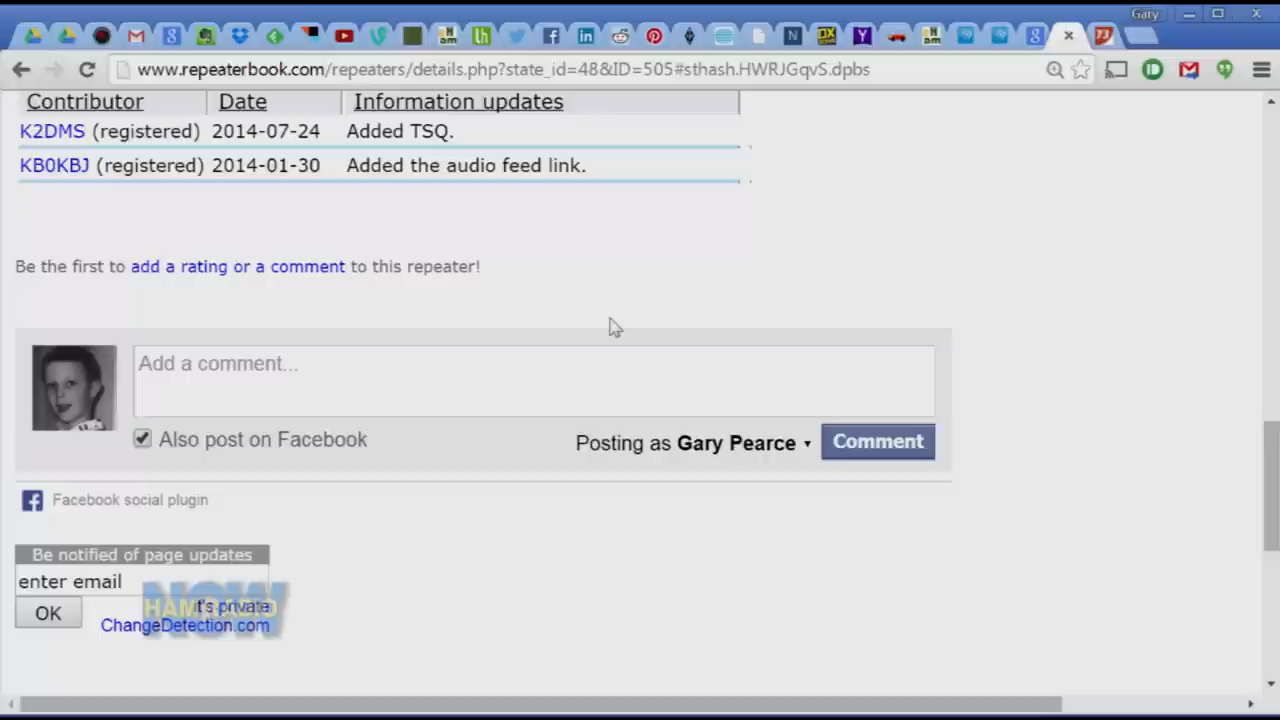 Gary
www.repeaterbook.com/repeaters/details.php?state_id=48&ID=505#sthash.HWRJGqvS.dpbs
Contributor Date Information updates
K2DMS (registered) 2014-07-24 Added TSQ.
KB0KBJ (registered) 2014-01-30 Added the audio feed link.
Be the first to add a rating or a comment to this repeater!
Add a comment...
Also post on Facebook
Posting as Gary Pearce Comment
Facebook social plugin
Be notified of page updates
enter email
OK
it's private
ChangeDetection.com
HAM RADIO
NOW